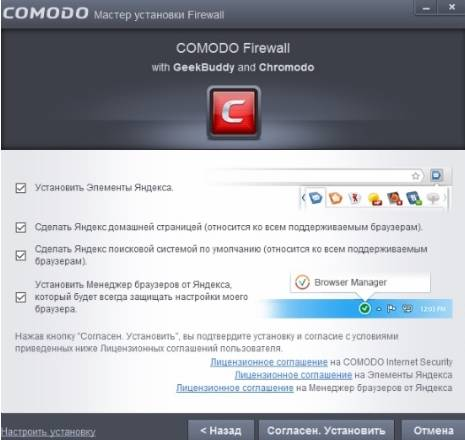 COMODO Мастер установки Firewall
COMODO Firewall
with GeekBuddy and Chromodo
C
Установить Элементы Яндекса.
Сделать Яндекс домашней страницей (относится ко всем поддерживаемым браузерам).
Сделать Яндекс поисковой системой по умолчанию (относится ко всем поддерживаемым
браузерам).
Установить Менеджер браузеров от Яндекса,
который будет всегда защищать настройки моего
браузера.
Browser Manager
12:03 PM
Нажав кнопку "Согласен. Установить", вы подтвердите установку и согласие с условиями
приведенных ниже Лицензионных соглашений пользователя.
Лицензионное соглашение на COMODO Internet Security
Лицензионное соглашение на Элементы Яндекса
Лицензионное соглашение на Менеджер браузеров от Яндекса
Настроить установку
< Назад
Согласен. Установить
Отмена